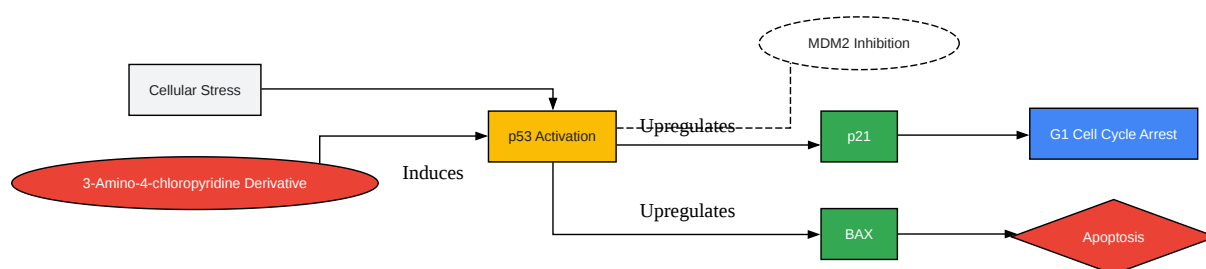 MDM2 Inhibition
Cellular Stress
p53 Activation
Upregulates
p21
G1 Cell Cycle Arrest
3-Amino-4-chloropyridine Derivative
Induces
Upregulates
BAX
Apoptosis